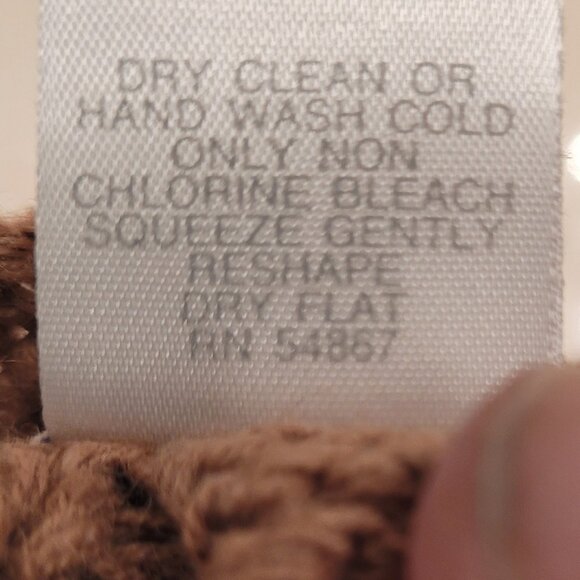 DRY CLEAN OR
HAND WASH COLD
ONLY NON
CHLORINE BLEACH
SQUEEZE GENTLY
RESHAPE
DRY FLAT
RN 54867